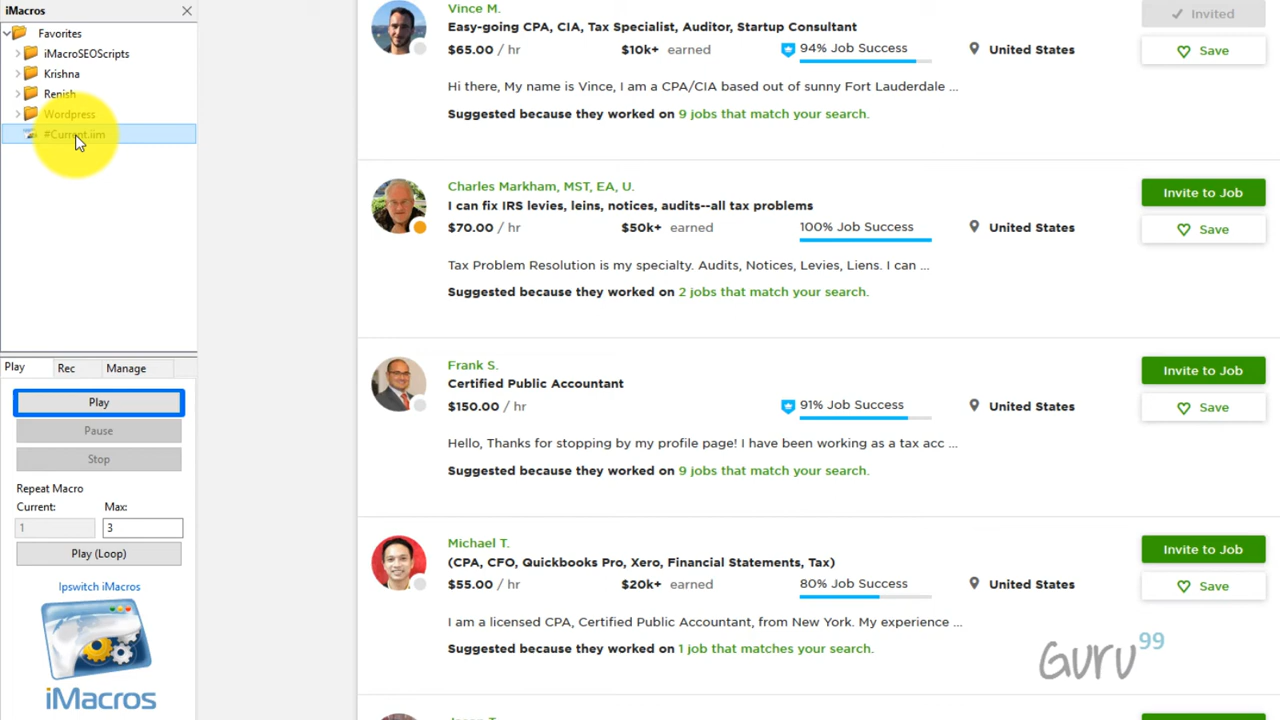 iMacros
Favorites
iMacroSEOScripts
Krishna
Renish
Wordpress
#Current.iim
Play Rec Manage
Play
Pause
Stop
Repeat Macro
Current: Max:
1 3
Play (Loop)
Ipswitch iMacros
iMacros
Vince M.
Invited
Easy-going CPA, CIA, Tax Specialist, Auditor, Startup Consultant
$65.00 / hr $10k+ earned 94% Job Success United States Save
Hi there, My name is Vince, I am a CPA/CIA based out of sunny Fort Lauderdale ...
Suggested because they worked on 9 jobs that match your search.
Charles Markham, MST, EA, U. Invite to Job
I can fix IRS levies, leins, notices, audits--all tax problems
$70.00 / hr $50k+ earned 100% Job Success United States Save
Tax Problem Resolution is my specialty. Audits, Notices, Levies, Liens. I can ...
Suggested because they worked on 2 jobs that match your search.
Frank S. Invite to Job
Certified Public Accountant
$150.00 / hr 91% Job Success United States Save
Hello, Thanks for stopping by my profile page! I have been working as a tax acc ...
Suggested because they worked on 9 jobs that match your search.
Michael T. Invite to Job
(CPA, CFO, Quickbooks Pro, Xero, Financial Statements, Tax)
$55.00 / hr $20k+ earned 80% Job Success United States Save
I am a licensed CPA, Certified Public Accountant, from New York. My experience ...
Suggested because they worked on 1 job that matches your search.
Guru99